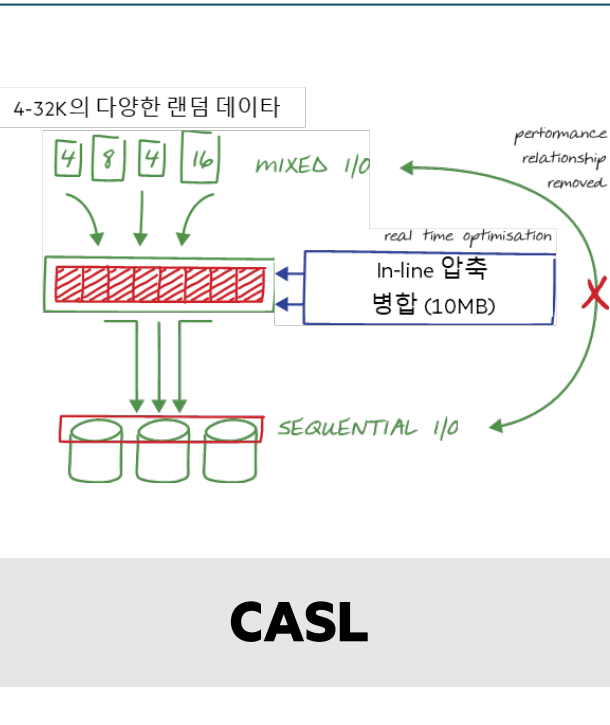 4-32K의 다양한 랜덤 데이타
performance
relationship
removed
4 8 4 16
MIXED I/O
real time optimisation
In-line 압축
병합 (10MB)
SEQUENTIAL I/O
CASL